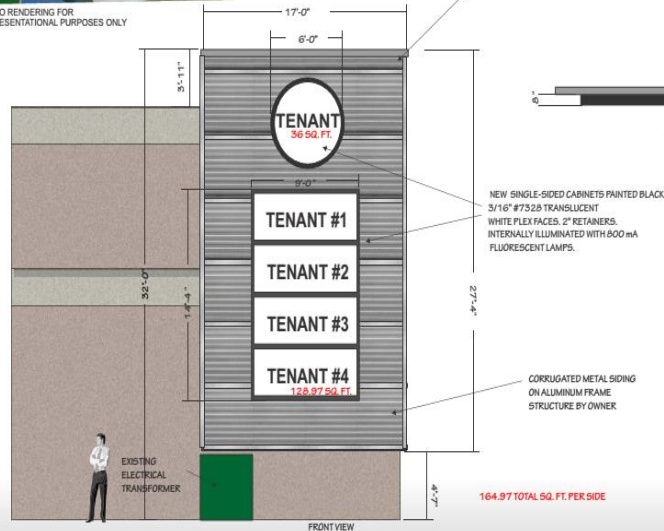 O RENDERING FOR
ESENTATIONAL PURPOSES ONLY
17'-0"
6'-0"
3'-11"
8"
TENANT
36 SQ. FT.
9'-0"
NEW SINGLE-SIDED CABINETS PAINTED BLACK
3/16" #7328 TRANSLUCENT
WHITE PLEX FACES. 2" RETAINERS.
INTERNALLY ILLUMINATED WITH 800 mA
FLUORESCENT LAMPS.
TENANT #1
TENANT #2
32'-0"
14'-4"
27'-4"
TENANT #3
TENANT #4
128.97 SQ. FT.
CORRUGATED METAL SIDING
ON ALUMINUM FRAME
STRUCTURE BY OWNER
EXISTING
ELECTRICAL
TRANSFORMER
4'-7"
164.97 TOTAL SQ. FT. PER SIDE
FRONT VIEW